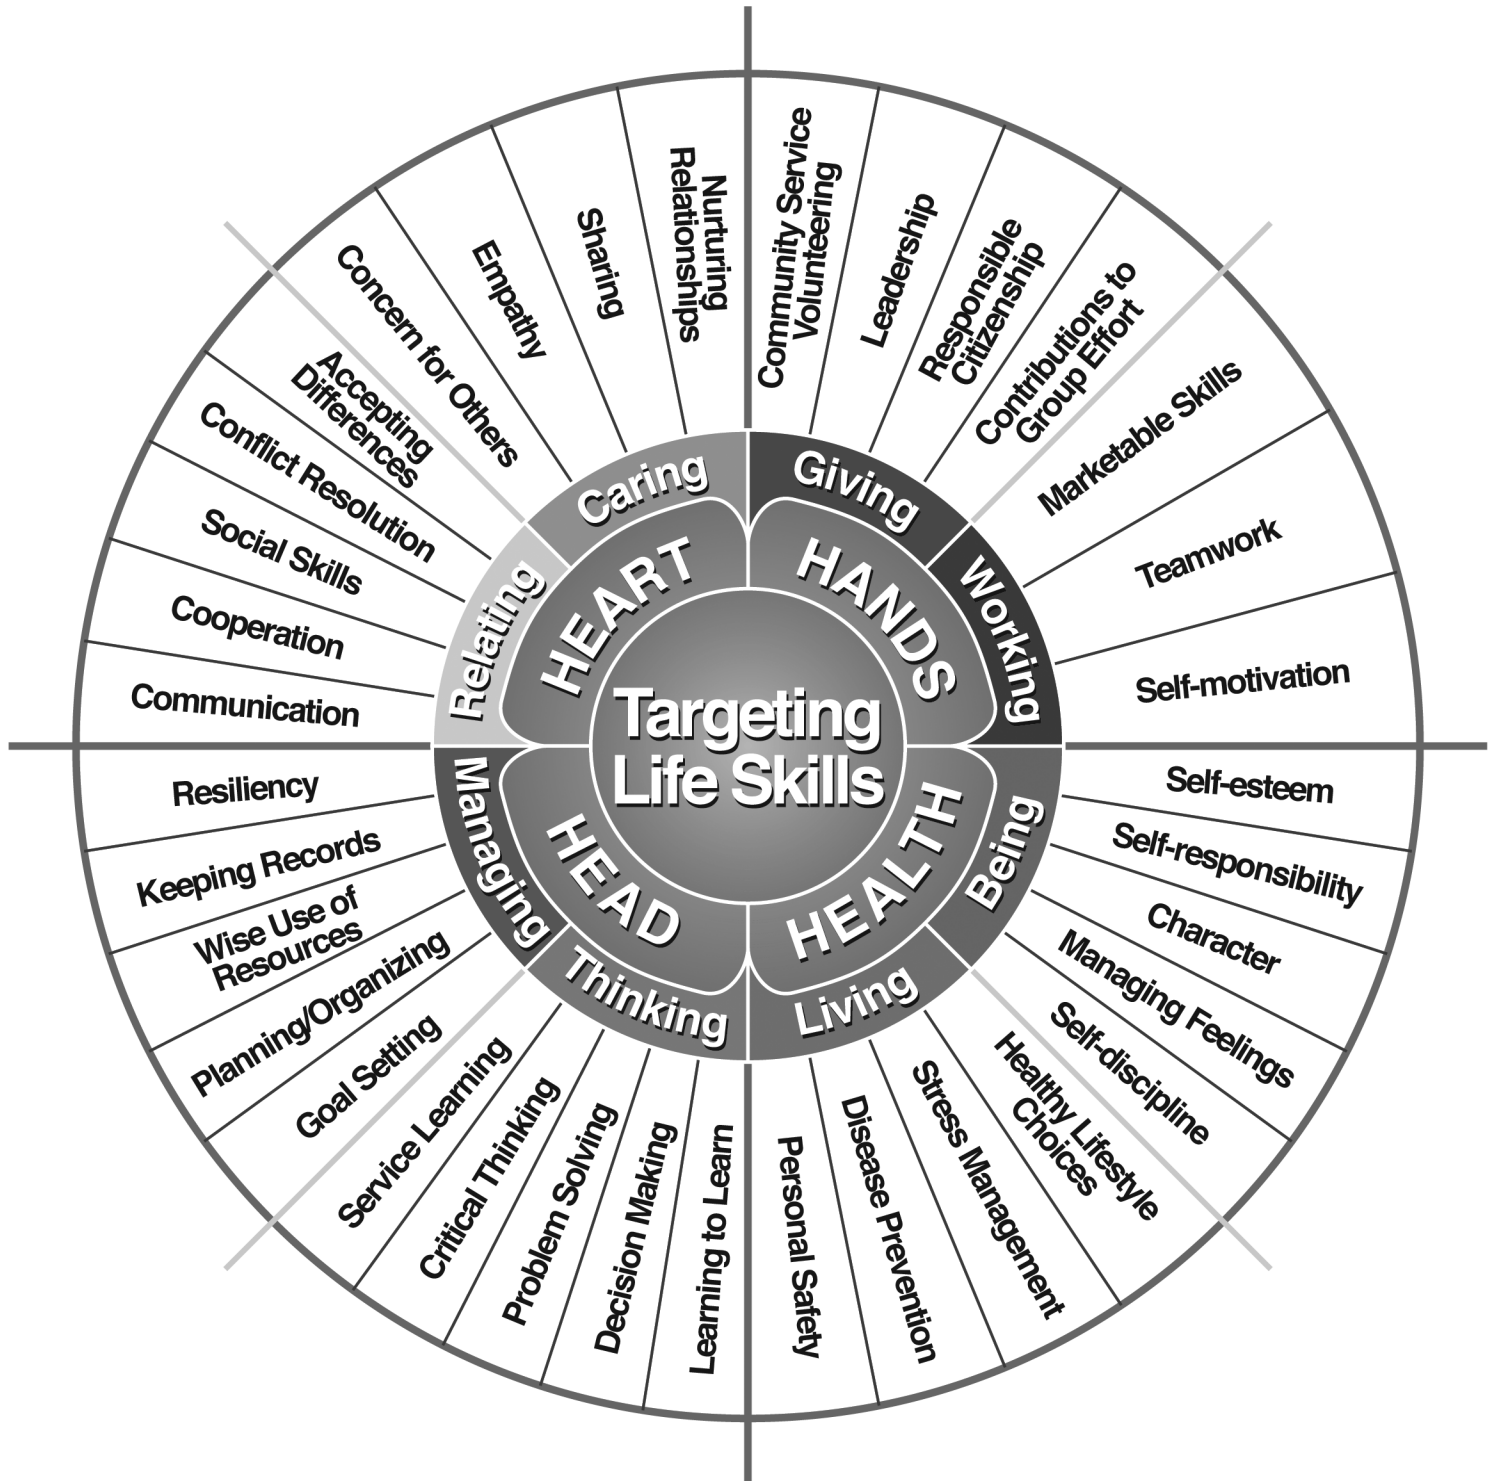 Targeting
Life Skills
HEART
HANDS
HEALTH
HEAD
Caring
Giving
Working
Being
Living
Thinking
Managing
Relating
Nurturing
Relationships
Sharing
Empathy
Concern for Others
Accepting
Differences
Conflict Resolution
Social Skills
Cooperation
Communication
Community Service
Volunteering
Leadership
Responsible
Citizenship
Contributions to
Group Effort
Marketable Skills
Teamwork
Self-motivation
Self-esteem
Self-responsibility
Character
Managing Feelings
Self-discipline
Healthy Lifestyle
Choices
Stress Management
Disease Prevention
Personal Safety
Learning to Learn
Decision Making
Problem Solving
Critical Thinking
Service Learning
Goal Setting
Planning/Organizing
Wise Use of
Resources
Keeping Records
Resiliency